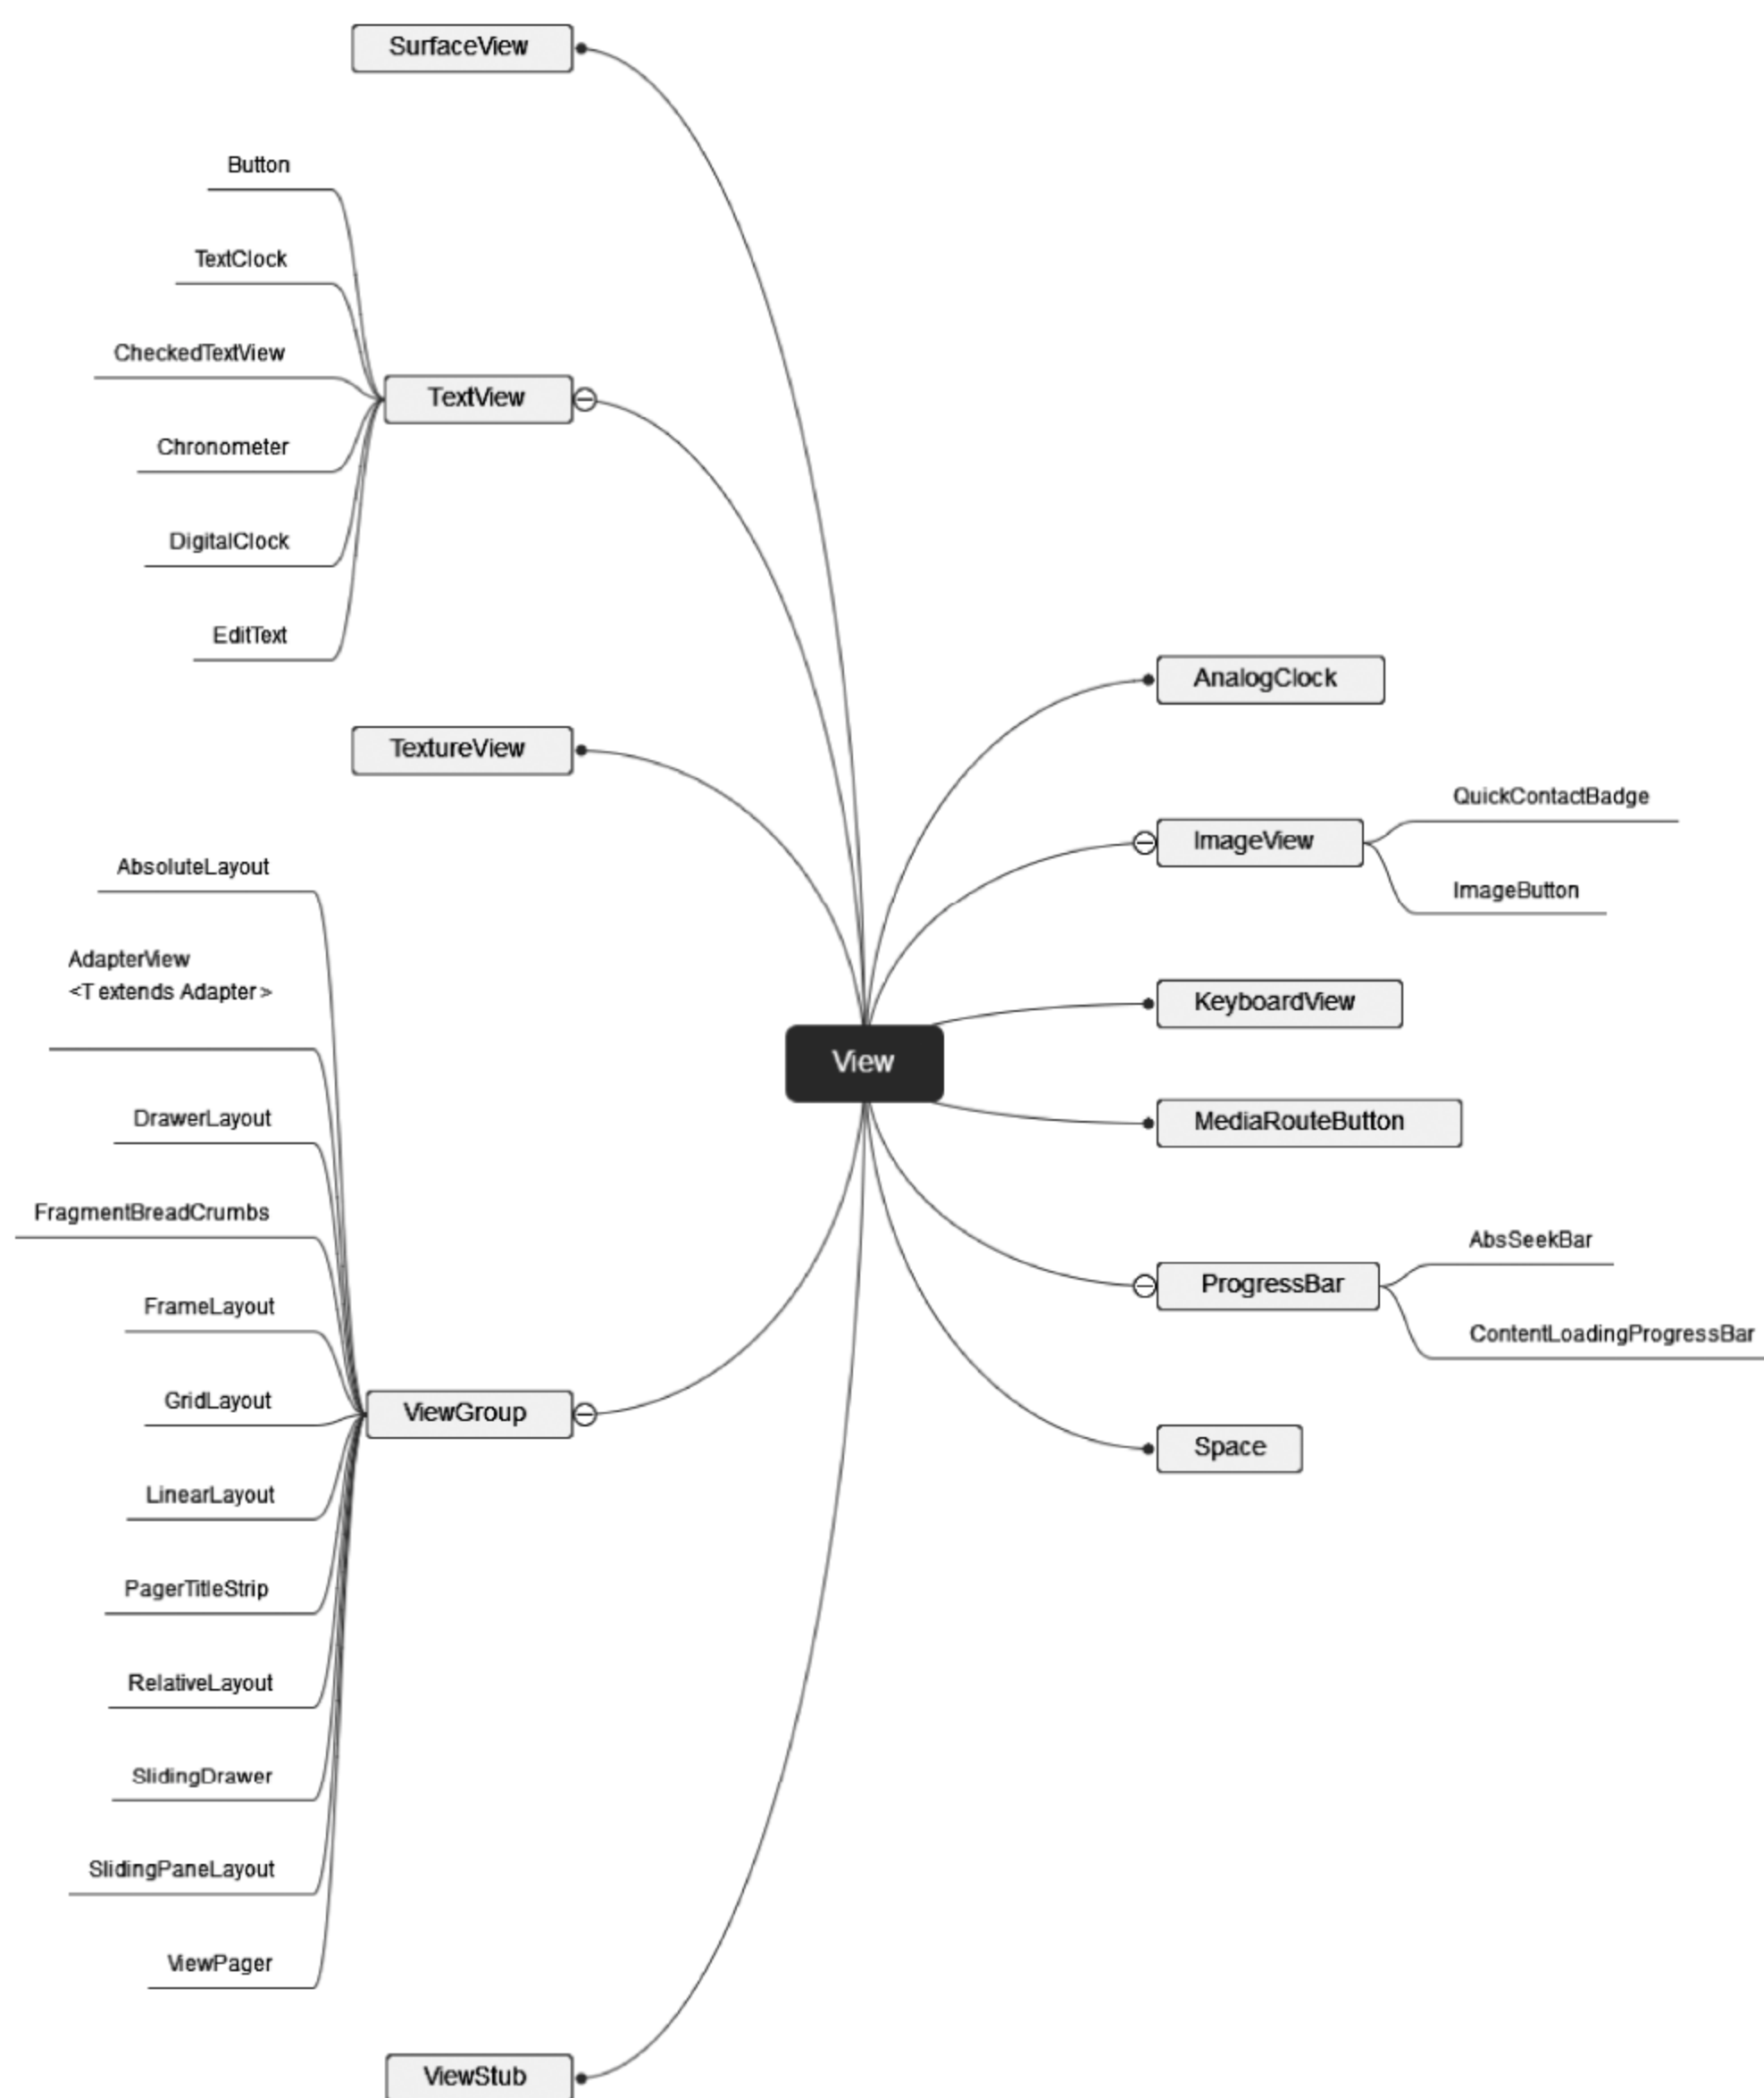 SurfaceView
Button
TextClock
CheckedTextView
TextView
Chronometer
DigitalClock
EditText
TextureView
AbsoluteLayout
AdapterView
<T extends Adapter>
DrawerLayout
FragmentBreadCrumbs
FrameLayout
ViewGroup
GridLayout
LinearLayout
PagerTitleStrip
RelativeLayout
SlidingDrawer
SlidingPaneLayout
ViewPager
ViewStub
View
AnalogClock
ImageView
QuickContactBadge
ImageButton
KeyboardView
MediaRouteButton
ProgressBar
AbsSeekBar
ContentLoadingProgressBar
Space